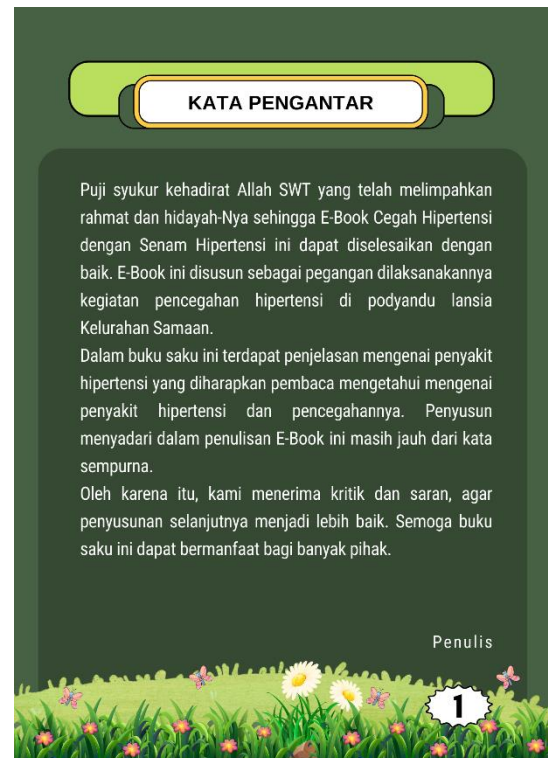 KATA PENGANTAR
Puji syukur kehadirat Allah SWT yang telah melimpahkan
rahmat dan hidayah-Nya sehingga E-Book Cegah Hipertensi
dengan Senam Hipertensi ini dapat diselesaikan dengan
baik. E-Book ini disusun sebagai pegangan dilaksanakannya
kegiatan pencegahan hipertensi di podyandu lansia
Kelurahan Samaan.
Dalam buku saku ini terdapat penjelasan mengenai penyakit
hipertensi yang diharapkan pembaca mengetahui mengenai
penyakit hipertensi dan pencegahannya. Penyusun
menyadari dalam penulisan E-Book ini masih jauh dari kata
sempurna.
Oleh karena itu, kami menerima kritik dan saran, agar
penyusunan selanjutnya menjadi lebih baik. Semoga buku
saku ini dapat bermanfaat bagi banyak pihak.
Penulis
1